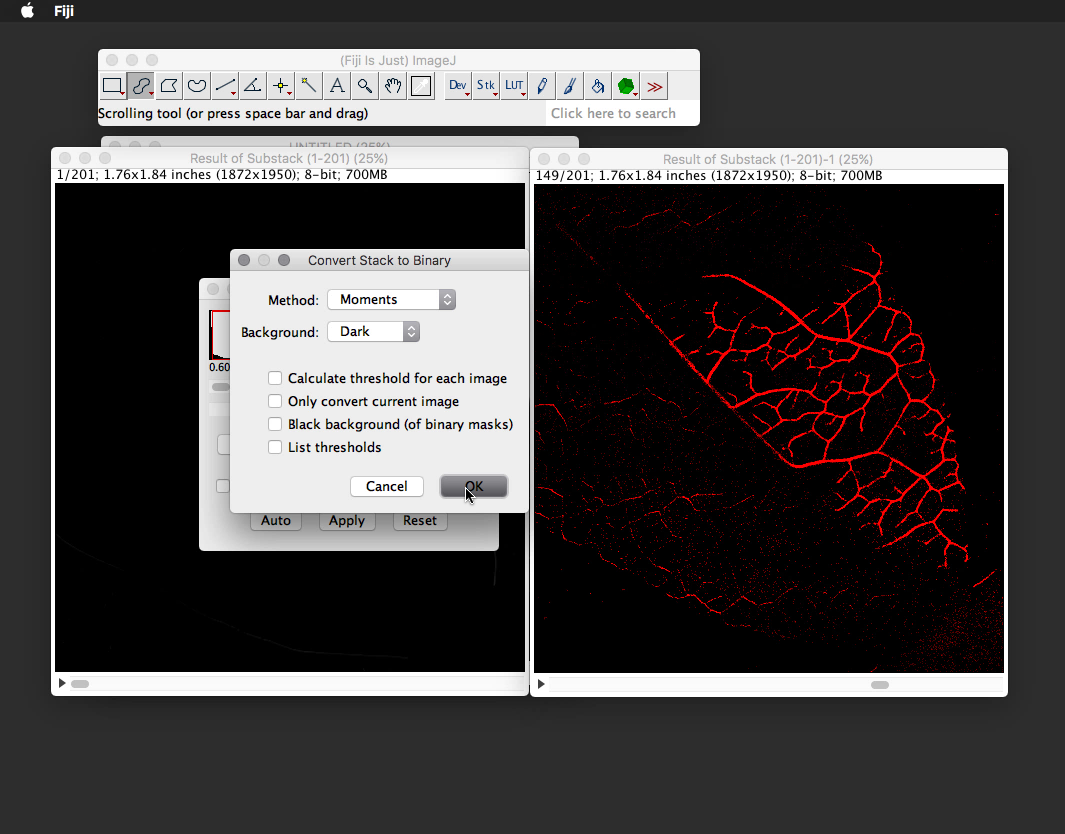 Fiji
(Fiji Is Just) ImageJ
Dev Stk LUT
Scrolling tool (or press space bar and drag)
Click here to search
UNTITLED (25%)
Result of Substack (1-201) (25%)
1/201; 1.76x1.84 inches (1872x1950); 8-bit; 700MB
Result of Substack (1-201)-1 (25%)
149/201; 1.76x1.84 inches (1872x1950); 8-bit; 700MB
Convert Stack to Binary
Method: Moments
Background: Dark
0.60
Calculate threshold for each image
Only convert current image
Black background (of binary masks)
List thresholds
Cancel OK
Auto Apply Reset